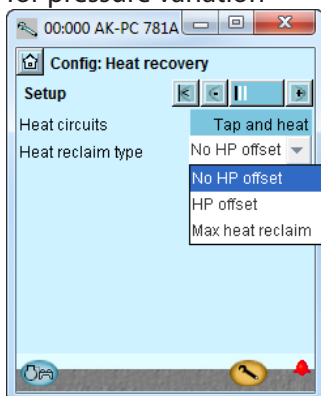 for pressure variation
00:000 AK-PC 781A
Config: Heat recovery
Setup
Heat circuits Tap and heat
Heat reclaim type No HP offset
No HP offset
HP offset
Max heat reclaim